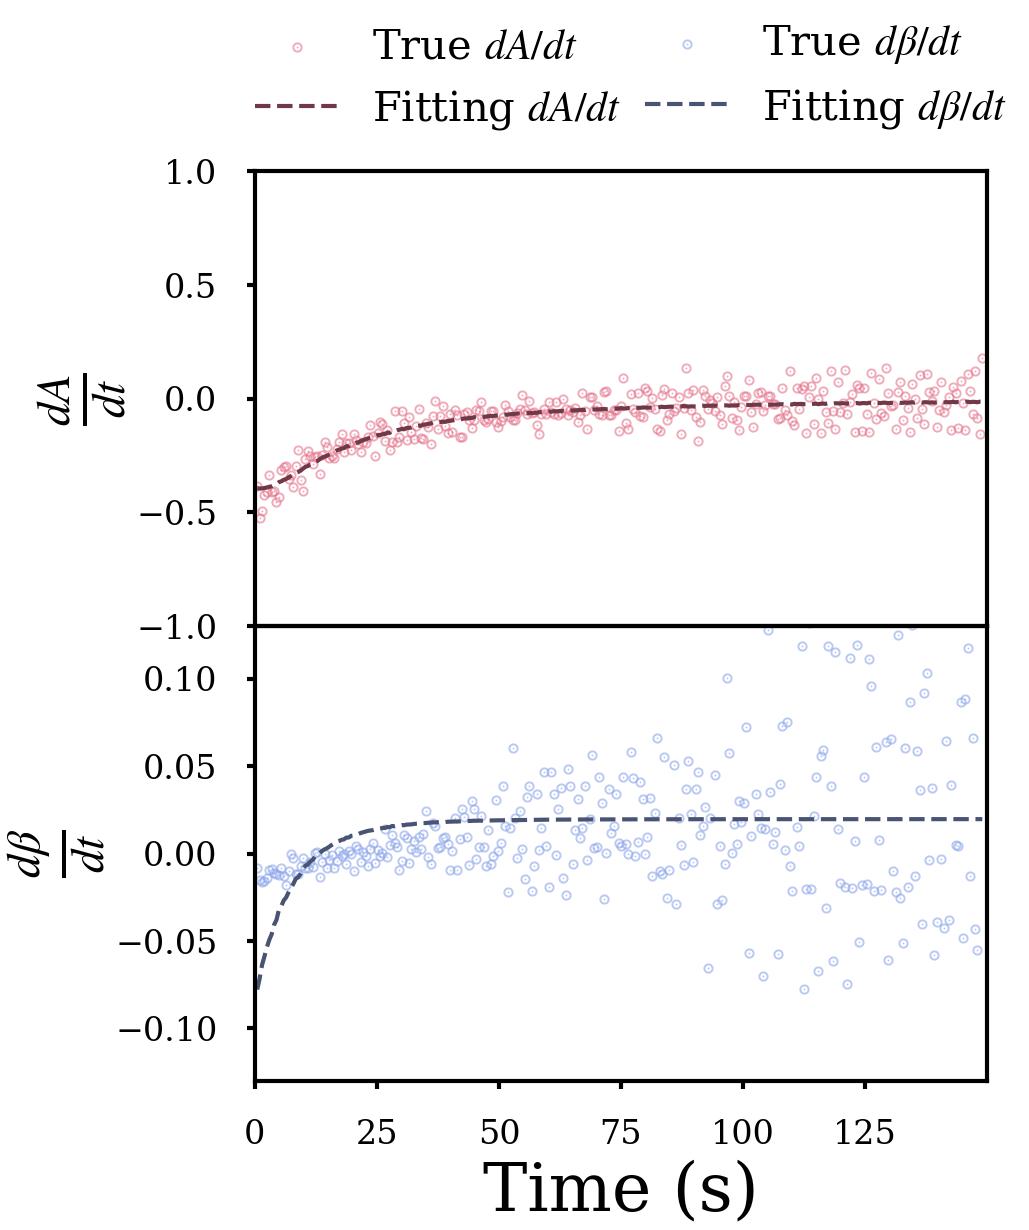 True dA/dt
True dβ/dt
Fitting dA/dt
Fitting dβ/dt
1.0
0.5
0.0
−0.5
−1.0
dA
dt
0.10
0.05
0.00
−0.05
−0.10
dβ
dt
0 25 50 75 100 125
Time (s)